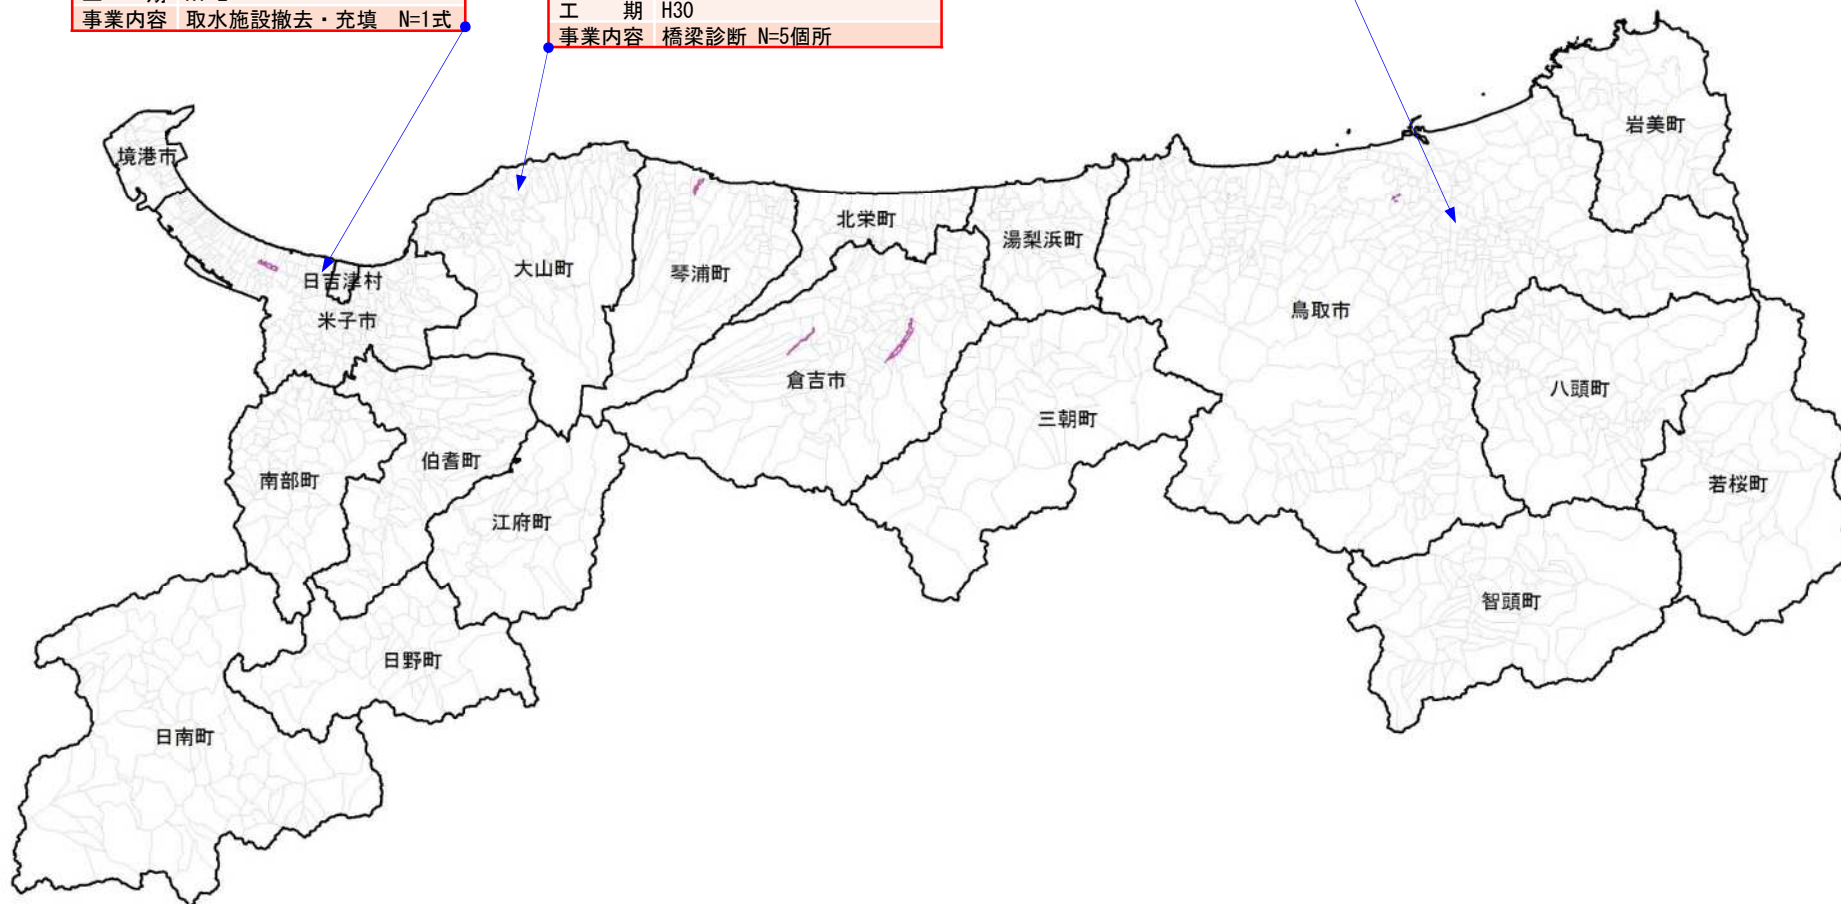 事業内容 取水施設撤去・充填 N=1式
工 期 H30
事業内容 橋梁診断 N=5個所
岩美町
境港市
北栄町
湯梨浜町
大山町
琴浦町
日吉津村
鳥取市
米子市
倉吉市
八頭町
三朝町
伯耆町
南部町
若桜町
江府町
智頭町
日野町
日南町